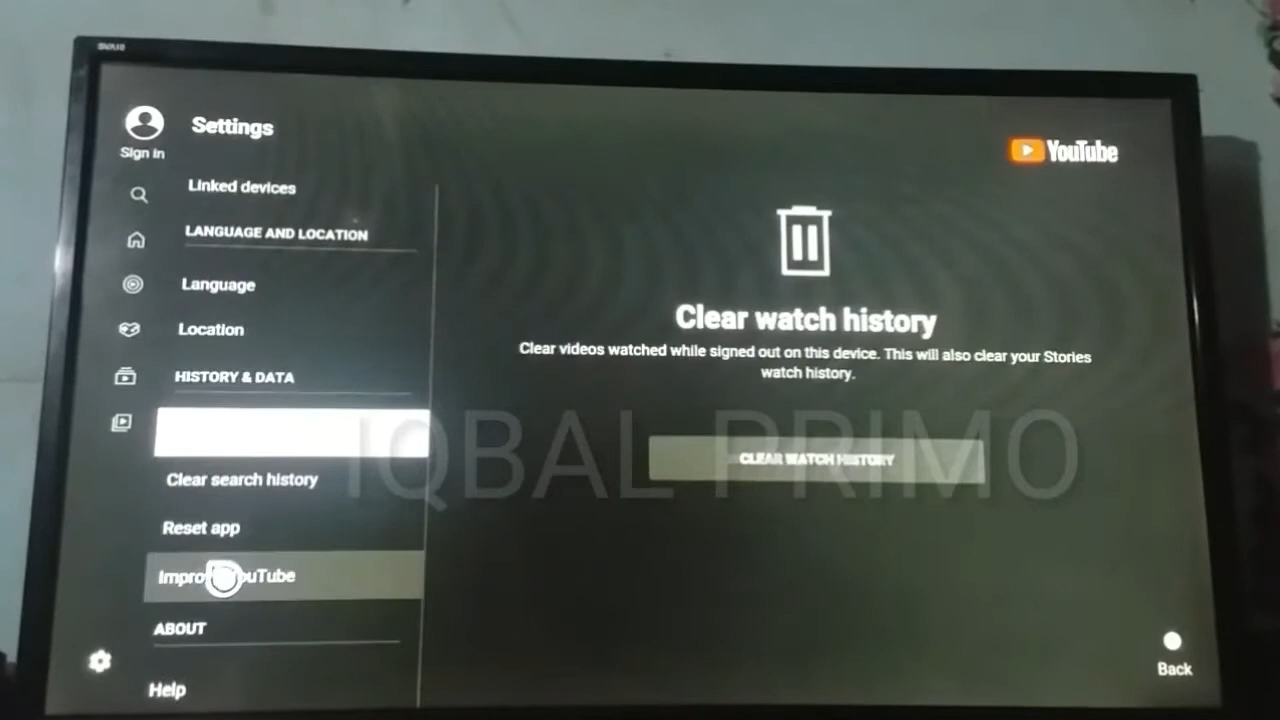 Sign in
Settings
YouTube
Linked devices
LANGUAGE AND LOCATION
Language
Location
HISTORY & DATA
Clear search history
Reset app
ABOUT
Help
Clear watch history
Clear videos watched while signed out on this device. This will also clear your Stories
watch history.
CLEAR WATCH HISTORY
IQBAL PRIMO
Back